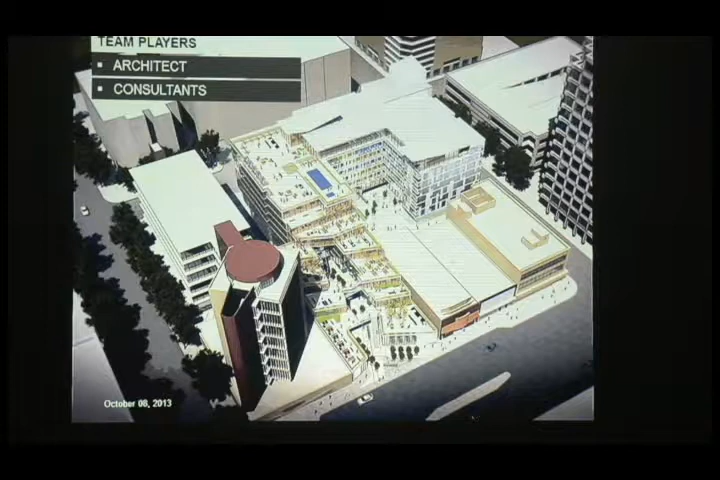 TEAM PLAYERS
▪ ARCHITECT
▪ CONSULTANTS
October 08, 2013